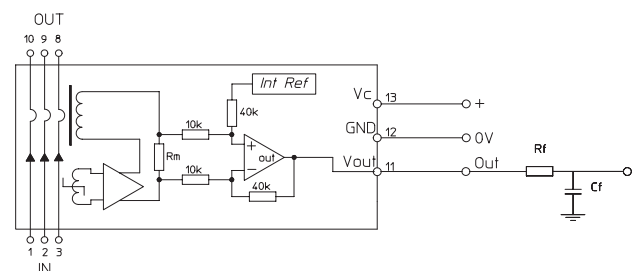 OUT
10 9 8
Int Ref
Vc 13 +
40k
10k
GND 12 0V
Rm
+
out
-
Vout 11 Out
Rf
10k
40k
Cf
1 2 3
IN